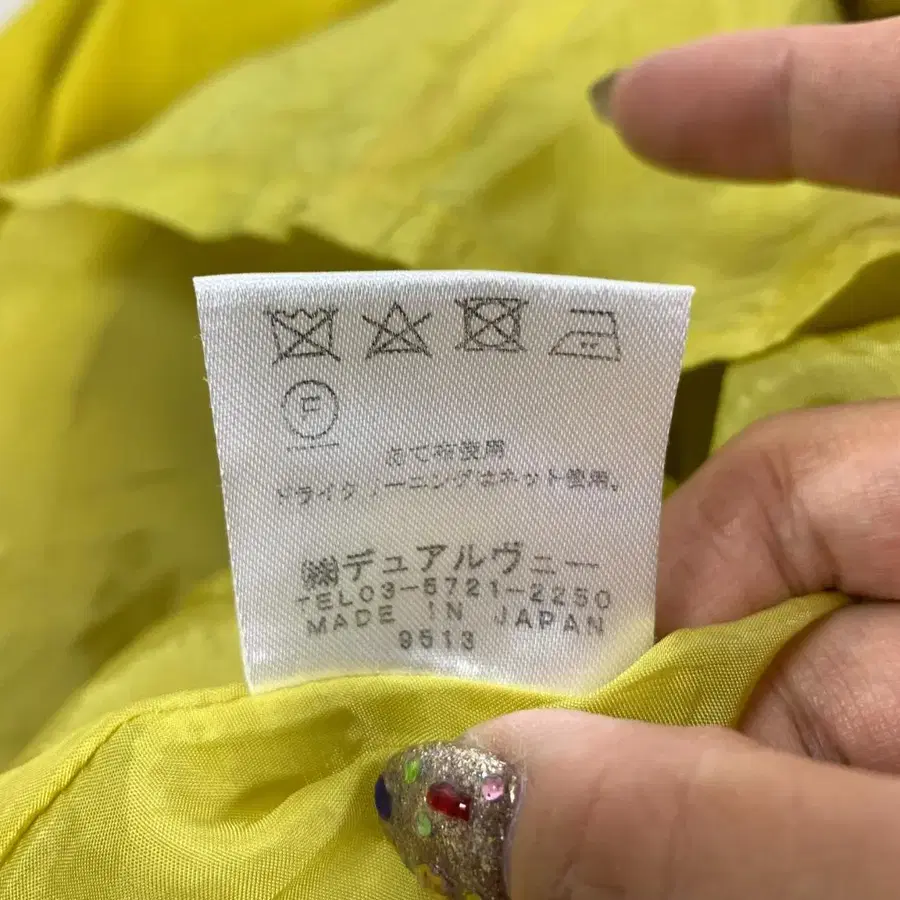 P
あて布使用
ドライクリーニングはネット使用。
㈱デュアルヴュー
TEL03-5721-2250
MADE IN JAPAN
9513